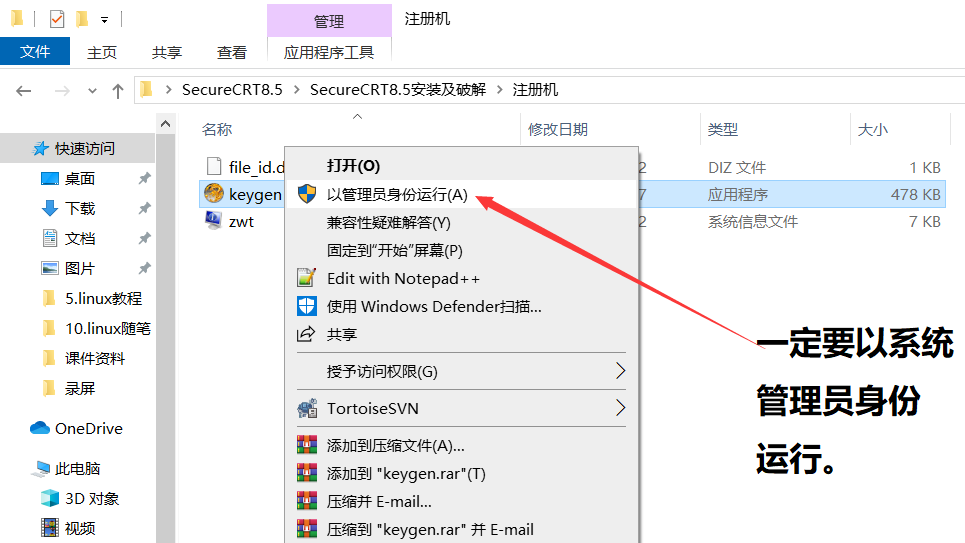 管理
注册机
文件
主页
共享
查看
应用程序工具
SecureCRT8.5
SecureCRT8.5安装及破解
注册机
名称
修改日期
类型
大小
快速访问
桌面
下载
文档
图片
5.linux教程
10.linux随笔
课件资料
录屏
OneDrive
此电脑
3D 对象
视频
file_id.d
2
DIZ 文件
1 KB
keygen
7
应用程序
478 KB
zwt
2
系统信息文件
7 KB
打开(O)
以管理员身份运行(A)
兼容性疑难解答(Y)
固定到“开始”屏幕(P)
Edit with Notepad++
使用 Windows Defender扫描...
共享
授予访问权限(G)
TortoiseSVN
添加到压缩文件(A)...
添加到 "keygen.rar"(T)
压缩并 E-mail...
压缩到 "keygen.rar" 并 E-mail
一定要以系统
管理员身份
运行。